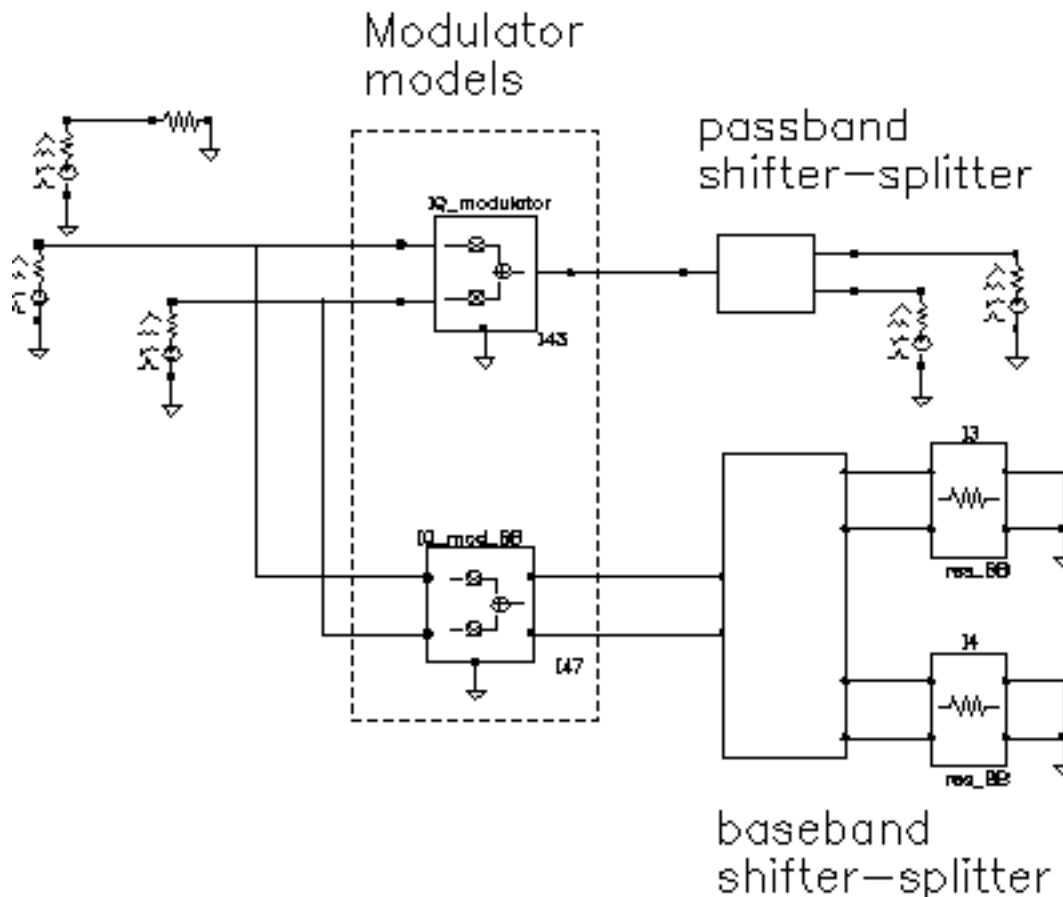 Modulator
models
passband
shifter-splitter
IQ_modulator
I43
I3
res_BB
IQ_mod_BB
I47
I4
res_BB
baseband
shifter-splitter